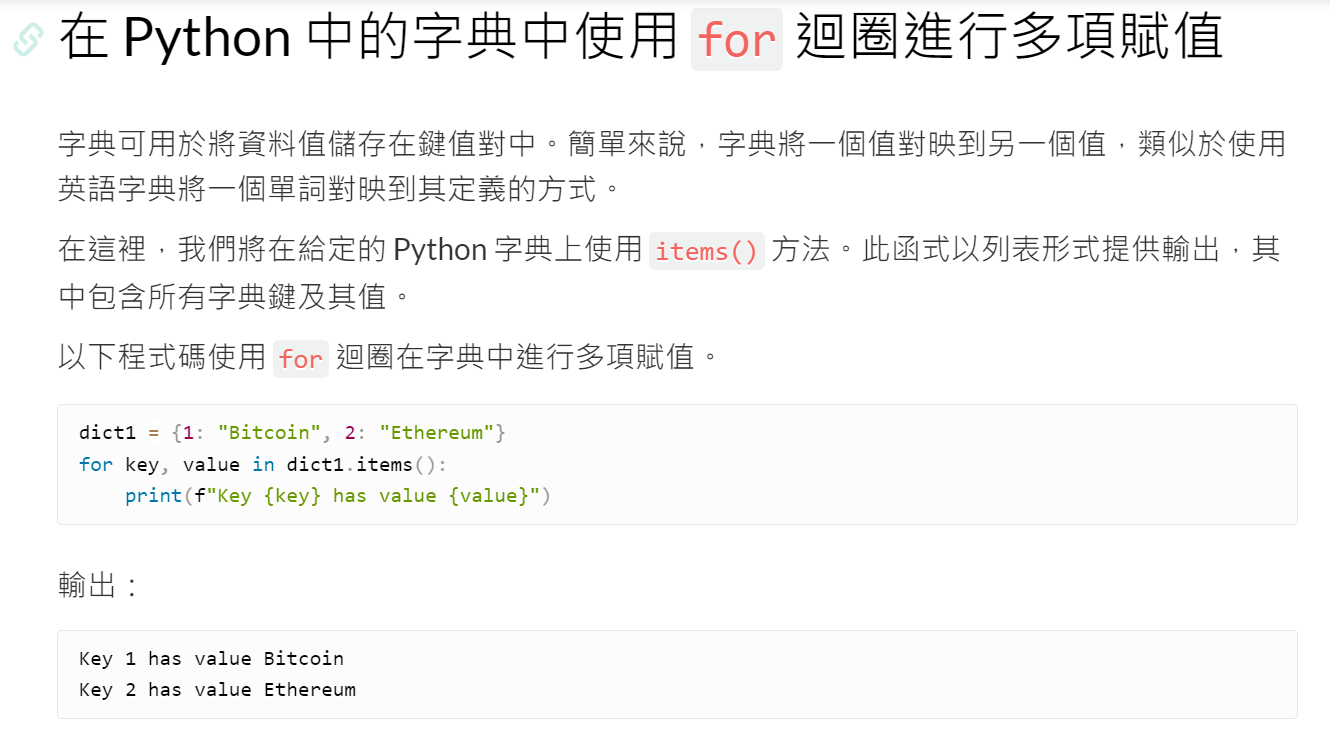 在 Python 中的字典中使用 for 迴圈進行多項賦值
字典可用於將資料值儲存在鍵值對中。簡單來說，字典將一個值對映到另一個值，類似於使用
英語字典將一個單詞對映到其定義的方式。
在這裡，我們將在給定的 Python 字典上使用 items() 方法。此函式以列表形式提供輸出，其
中包含所有字典鍵及其值。
以下程式碼使用 for 迴圈在字典中進行多項賦值。
dict1 = {1: "Bitcoin", 2: "Ethereum"}
for key, value in dict1.items():
    print(f"Key {key} has value {value}")
輸出：
Key 1 has value Bitcoin
Key 2 has value Ethereum